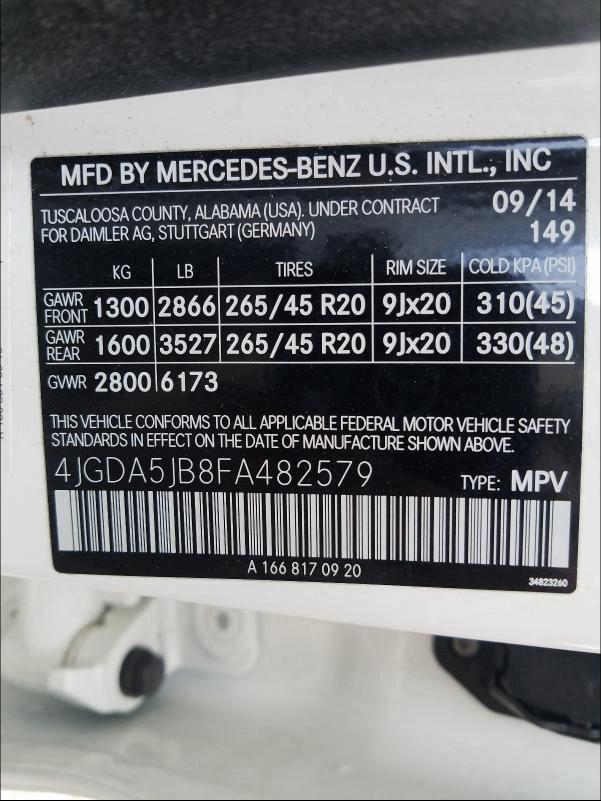 MFD BY MERCEDES-BENZ U.S. INTL., INC
TUSCALOOSA COUNTY, ALABAMA (USA). UNDER CONTRACT 09/14
FOR DAIMLER AG, STUTTGART (GERMANY) 149
KG LB TIRES RIM SIZE COLD KPA (PSI)
GAWR FRONT 1300 2866 265/45 R20 9Jx20 310(45)
GAWR REAR 1600 3527 265/45 R20 9Jx20 330(48)
GVWR 2800 6173
THIS VEHICLE CONFORMS TO ALL APPLICABLE FEDERAL MOTOR VEHICLE SAFETY
STANDARDS IN EFFECT ON THE DATE OF MANUFACTURE SHOWN ABOVE.
4JGDA5JB8FA482579 TYPE: MPV
A 166 817 09 20
34823260